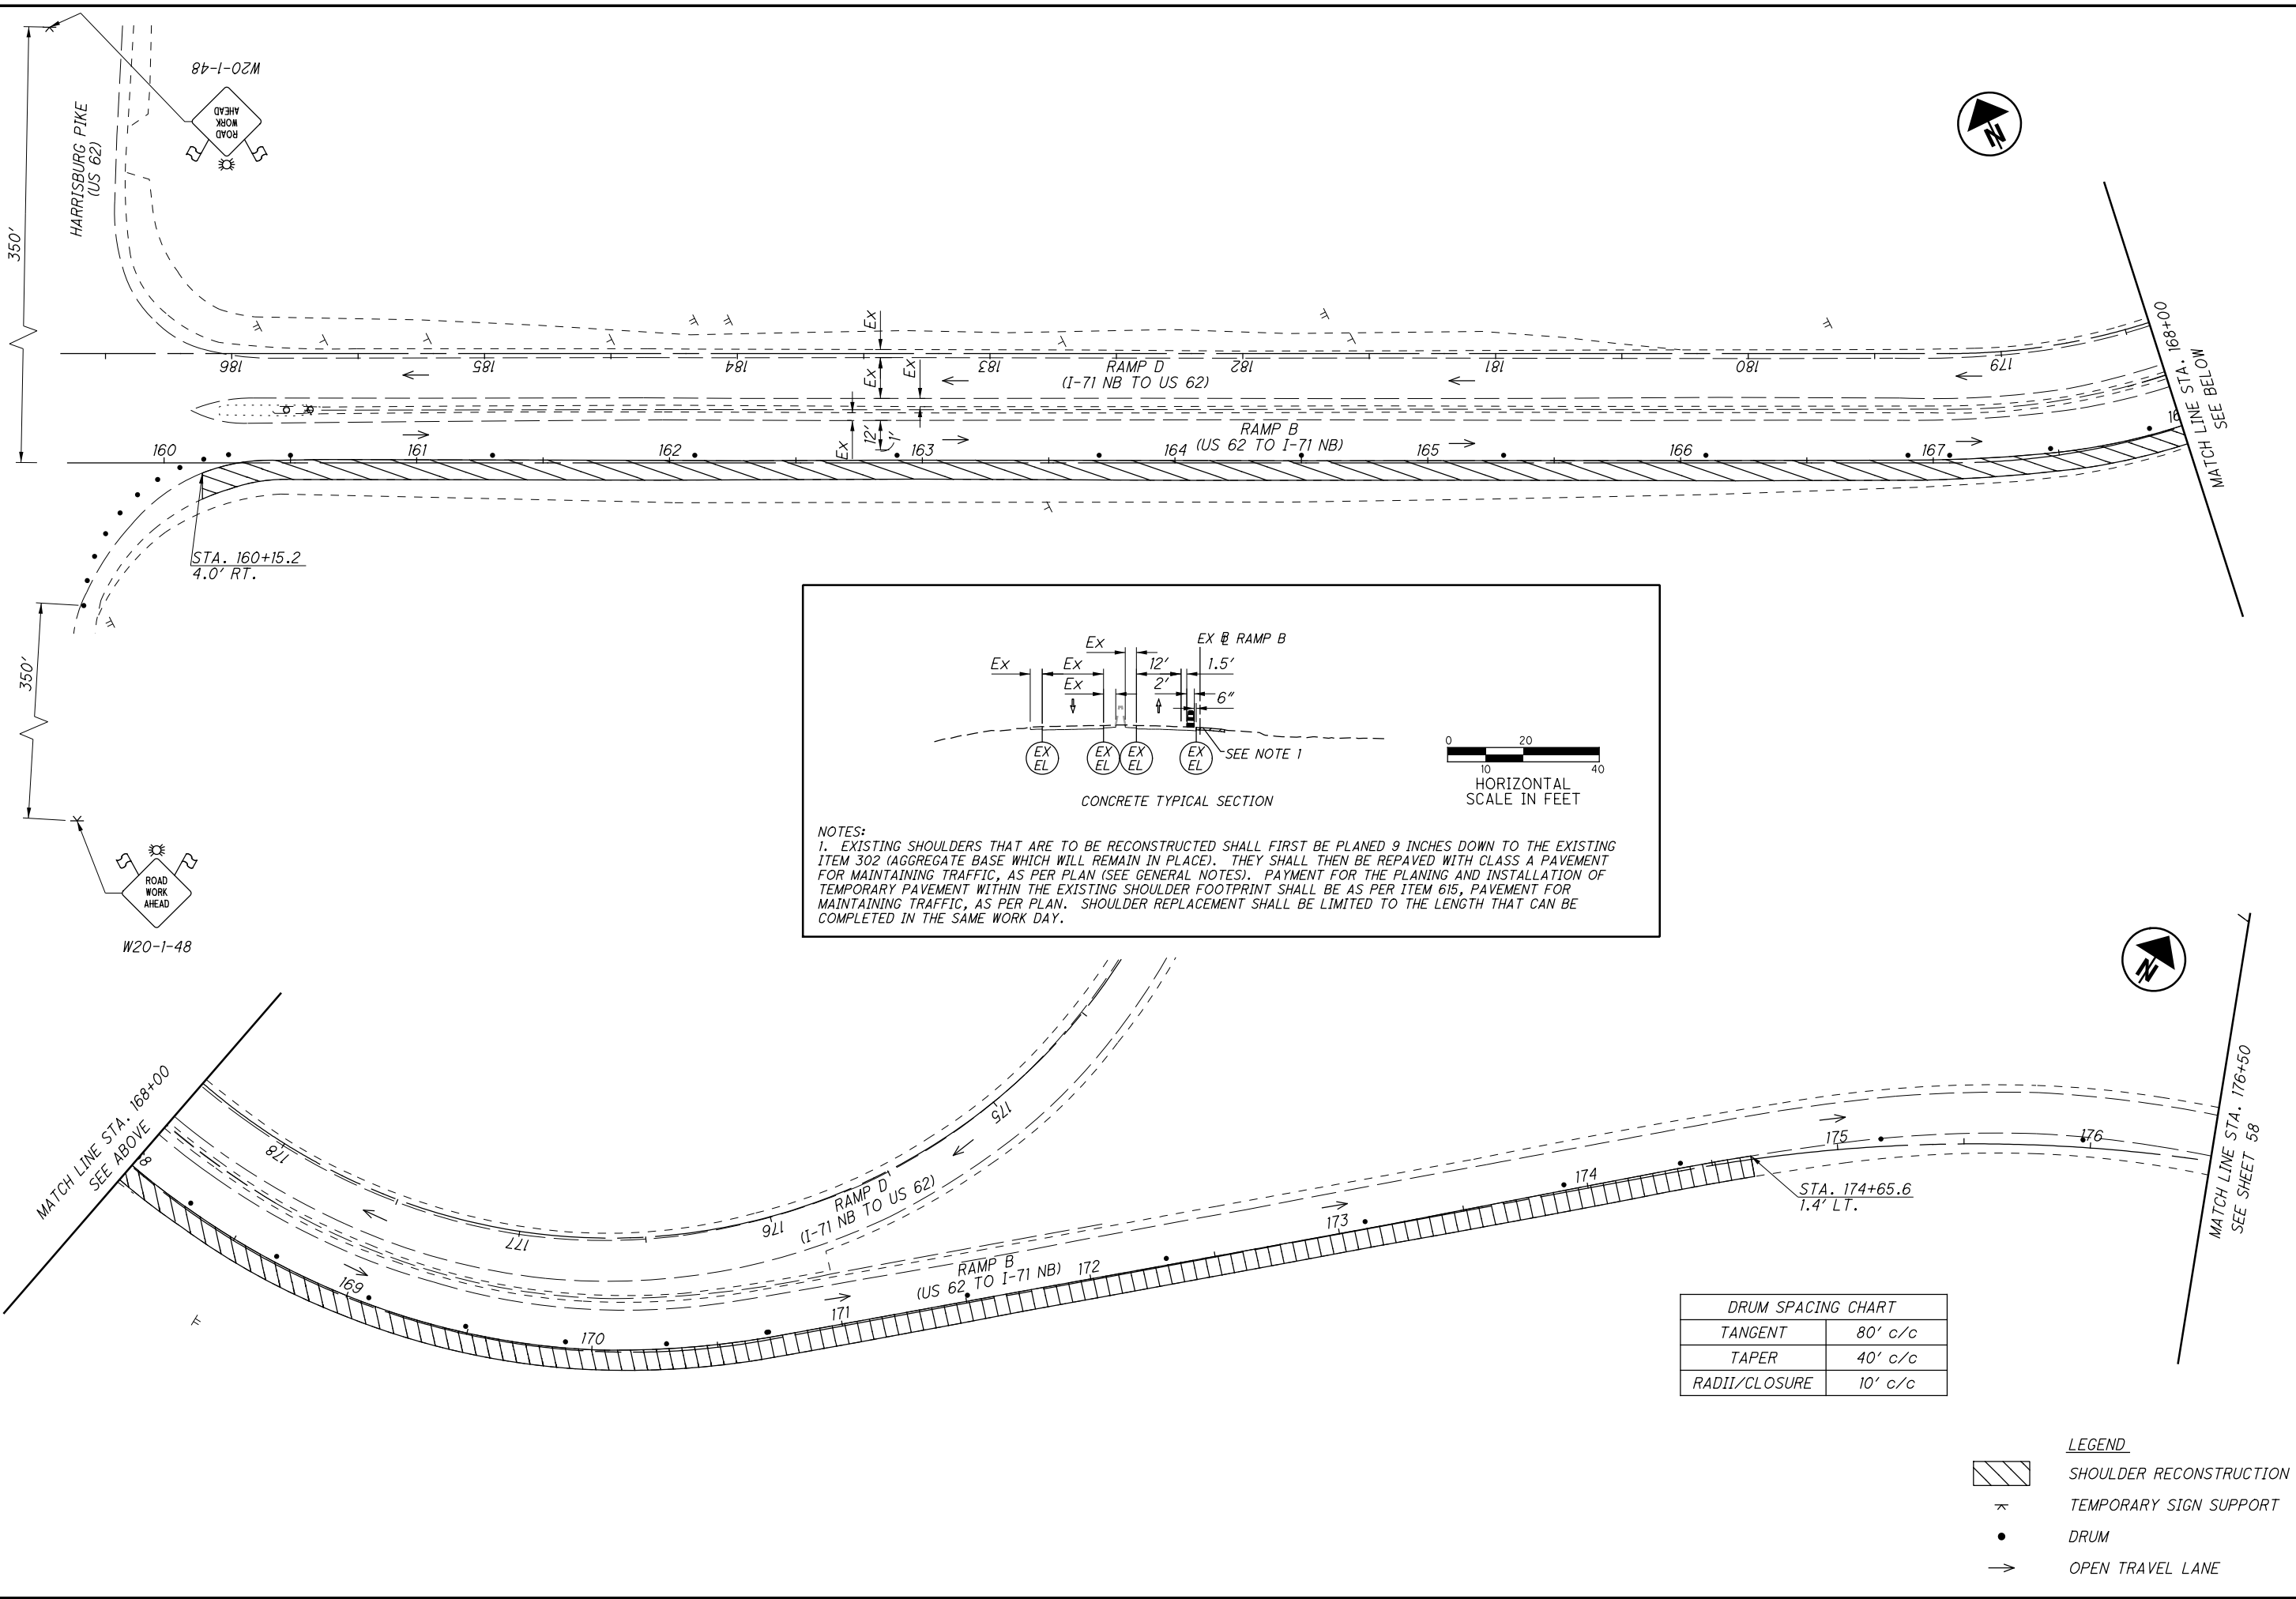 W20-1-48
ROAD
WORK
AHEAD
HARRISBURG PIKE
(US 62)
350'
N
MATCH LINE STA. 168+00
SEE BELOW
Ex
Ex
Ex
Ex
12'
1'
186
185
184
183
182
181
180
179
RAMP D
(I-71 NB TO US 62)
RAMP B
(US 62 TO I-71 NB)
160
161
162
163
164
165
166
167
16
STA. 160+15.2
4.0' RT.
350'
ROAD
WORK
AHEAD
W20-1-48
EX ⅊ RAMP B
Ex
Ex
Ex
12'
1.5'
Ex
2'
6"
EX
EL
EX
EL
EX
EL
EX
EL
SEE NOTE 1
CONCRETE TYPICAL SECTION
0
20
10
40
HORIZONTAL
SCALE IN FEET
NOTES:
1. EXISTING SHOULDERS THAT ARE TO BE RECONSTRUCTED SHALL FIRST BE PLANED 9 INCHES DOWN TO THE EXISTING
ITEM 302 (AGGREGATE BASE WHICH WILL REMAIN IN PLACE). THEY SHALL THEN BE REPAVED WITH CLASS A PAVEMENT
FOR MAINTAINING TRAFFIC, AS PER PLAN (SEE GENERAL NOTES). PAYMENT FOR THE PLANING AND INSTALLATION OF
TEMPORARY PAVEMENT WITHIN THE EXISTING SHOULDER FOOTPRINT SHALL BE AS PER ITEM 615, PAVEMENT FOR
MAINTAINING TRAFFIC, AS PER PLAN. SHOULDER REPLACEMENT SHALL BE LIMITED TO THE LENGTH THAT CAN BE
COMPLETED IN THE SAME WORK DAY.
N
MATCH LINE STA. 168+00
SEE ABOVE
8
178
177
176
175
RAMP D
(I-71 NB TO US 62)
RAMP B
(US 62 TO I-71 NB)
169
170
171
172
173
174
175
176
STA. 174+65.6
1.4' LT.
MATCH LINE STA. 176+50
SEE SHEET 58
DRUM SPACING CHART
TANGENT 80' c/c
TAPER 40' c/c
RADII/CLOSURE 10' c/c
LEGEND
SHOULDER RECONSTRUCTION
TEMPORARY SIGN SUPPORT
DRUM
OPEN TRAVEL LANE